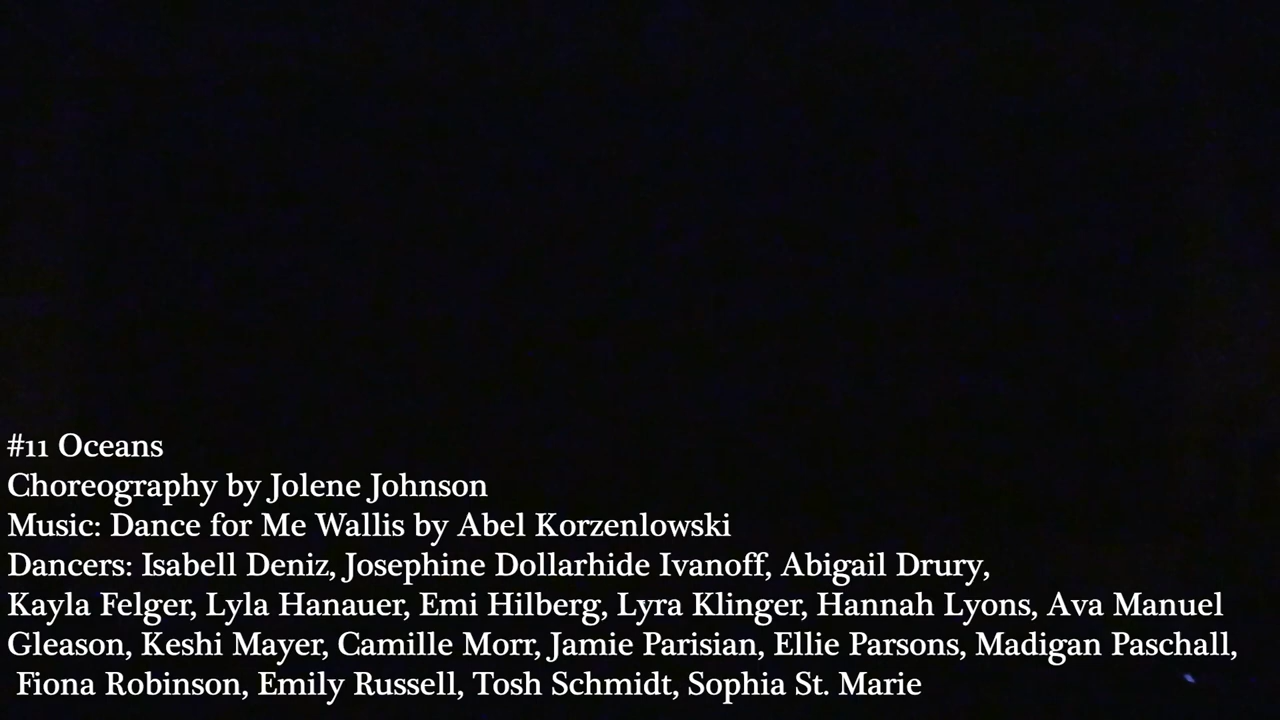 #11 Oceans
Choreography by Jolene Johnson
Music: Dance for Me Wallis by Abel Korzenlowski
Dancers: Isabell Deniz, Josephine Dollarhide Ivanoff, Abigail Drury,
Kayla Felger, Lyla Hanauer, Emi Hilberg, Lyra Klinger, Hannah Lyons, Ava Manuel
Gleason, Keshi Mayer, Camille Morr, Jamie Parisian, Ellie Parsons, Madigan Paschall,
Fiona Robinson, Emily Russell, Tosh Schmidt, Sophia St. Marie